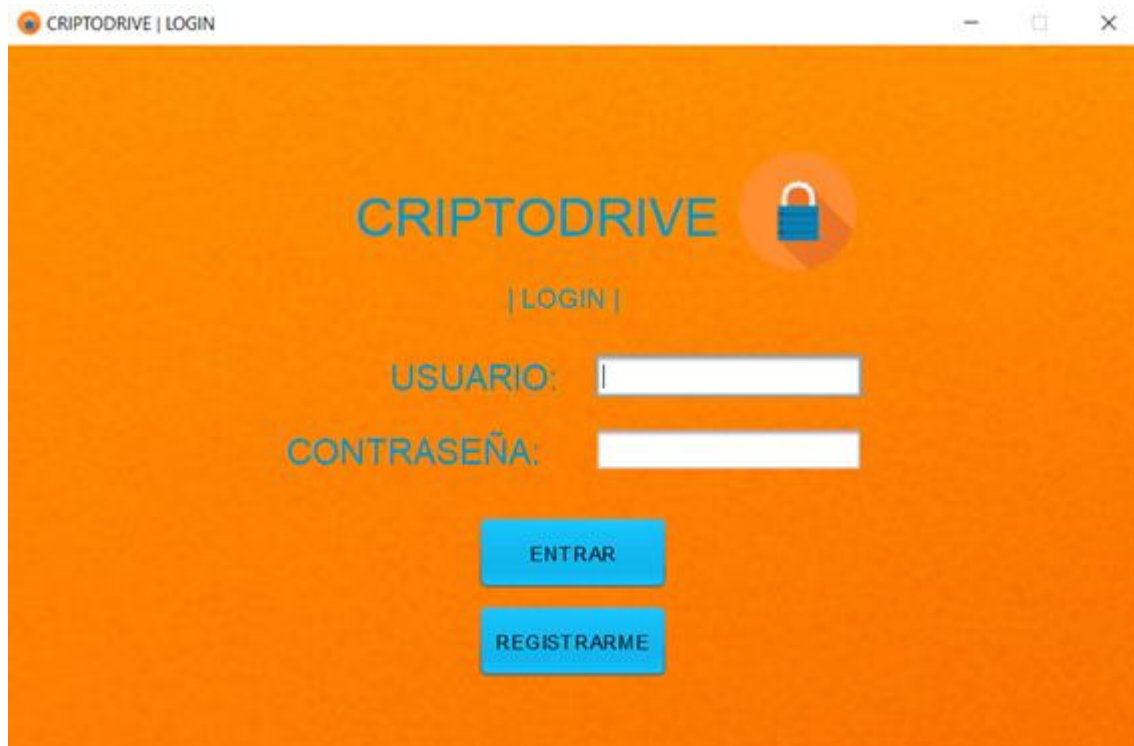 CRIPTODRIVE | LOGIN
CRIPTODRIVE
| LOGIN |
USUARIO:
CONTRASEÑA:
ENTRAR
REGISTRARME